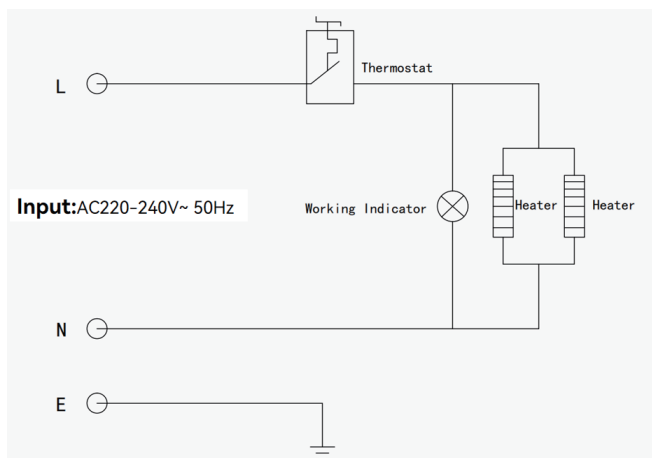 Thermostat
L
Input:AC220-240V~ 50Hz
Working Indicator
Heater
Heater
N
E